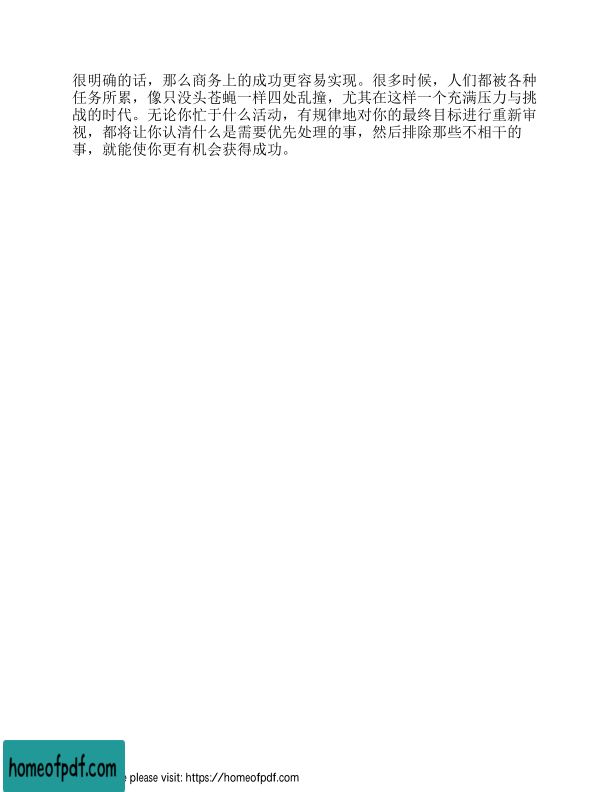 很明确的话，那么商务上的成功更容易实现。很多时候，人们都被各种
任务所累，像只没头苍蝇一样四处乱撞，尤其在这样一个充满压力与挑
战的时代。无论你忙于什么活动，有规律地对你的最终目标进行重新审
视，都将让你认清什么是需要优先处理的事，然后排除那些不相干的
事，就能使你更有机会获得成功。
homeofpdf.com
please visit: https://homeofpdf.com